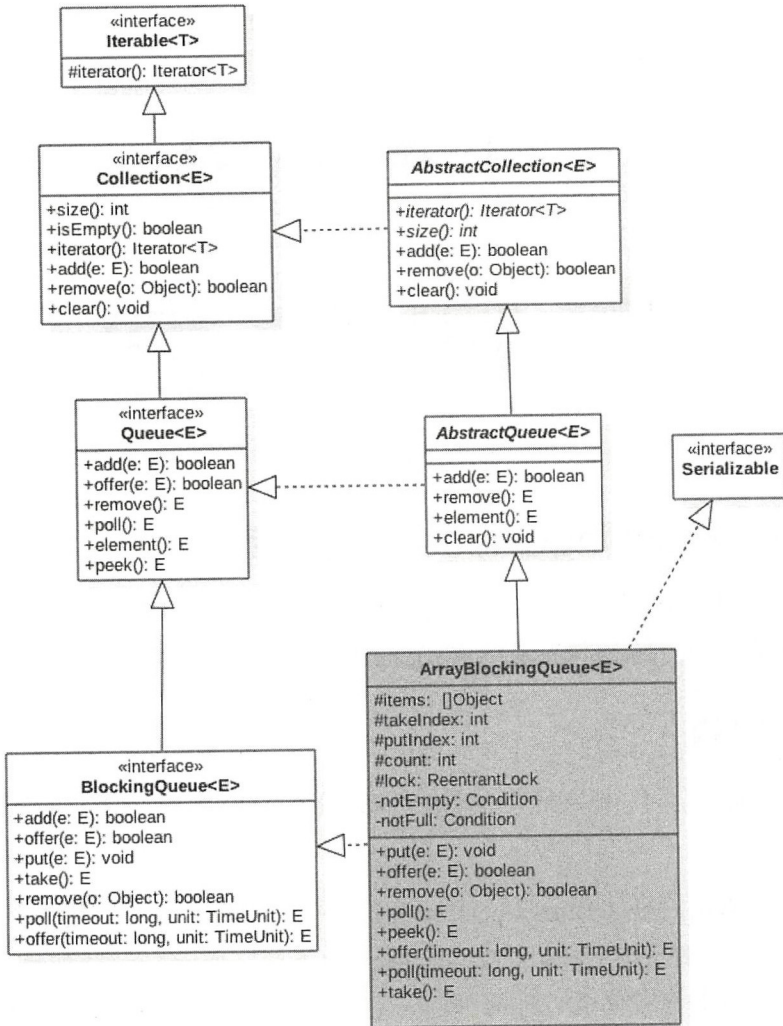 «interface»
Iterable<T>
#iterator(): Iterator<T>
«interface»
Collection<E>
+size(): int
+isEmpty(): boolean
+iterator(): Iterator<T>
+add(e: E): boolean
+remove(o: Object): boolean
+clear(): void
AbstractCollection<E>
+iterator(): Iterator<T>
+size(): int
+add(e: E): boolean
+remove(o: Object): boolean
+clear(): void
«interface»
Queue<E>
+add(e: E): boolean
+offer(e: E): boolean
+remove(): E
+poll(): E
+element(): E
+peek(): E
AbstractQueue<E>
+add(e: E): boolean
+remove(): E
+element(): E
+clear(): void
«interface»
Serializable
«interface»
BlockingQueue<E>
+add(e: E): boolean
+offer(e: E): boolean
+put(e: E): void
+take(): E
+remove(o: Object): boolean
+poll(timeout: long, unit: TimeUnit): E
+offer(timeout: long, unit: TimeUnit): E
ArrayBlockingQueue<E>
#items: []Object
#takeIndex: int
#putIndex: int
#count: int
#lock: ReentrantLock
-notEmpty: Condition
-notFull: Condition
+put(e: E): void
+offer(e: E): boolean
+remove(o: Object): boolean
+poll(): E
+peek(): E
+offer(timeout: long, unit: TimeUnit): E
+poll(timeout: long, unit: TimeUnit): E
+take(): E